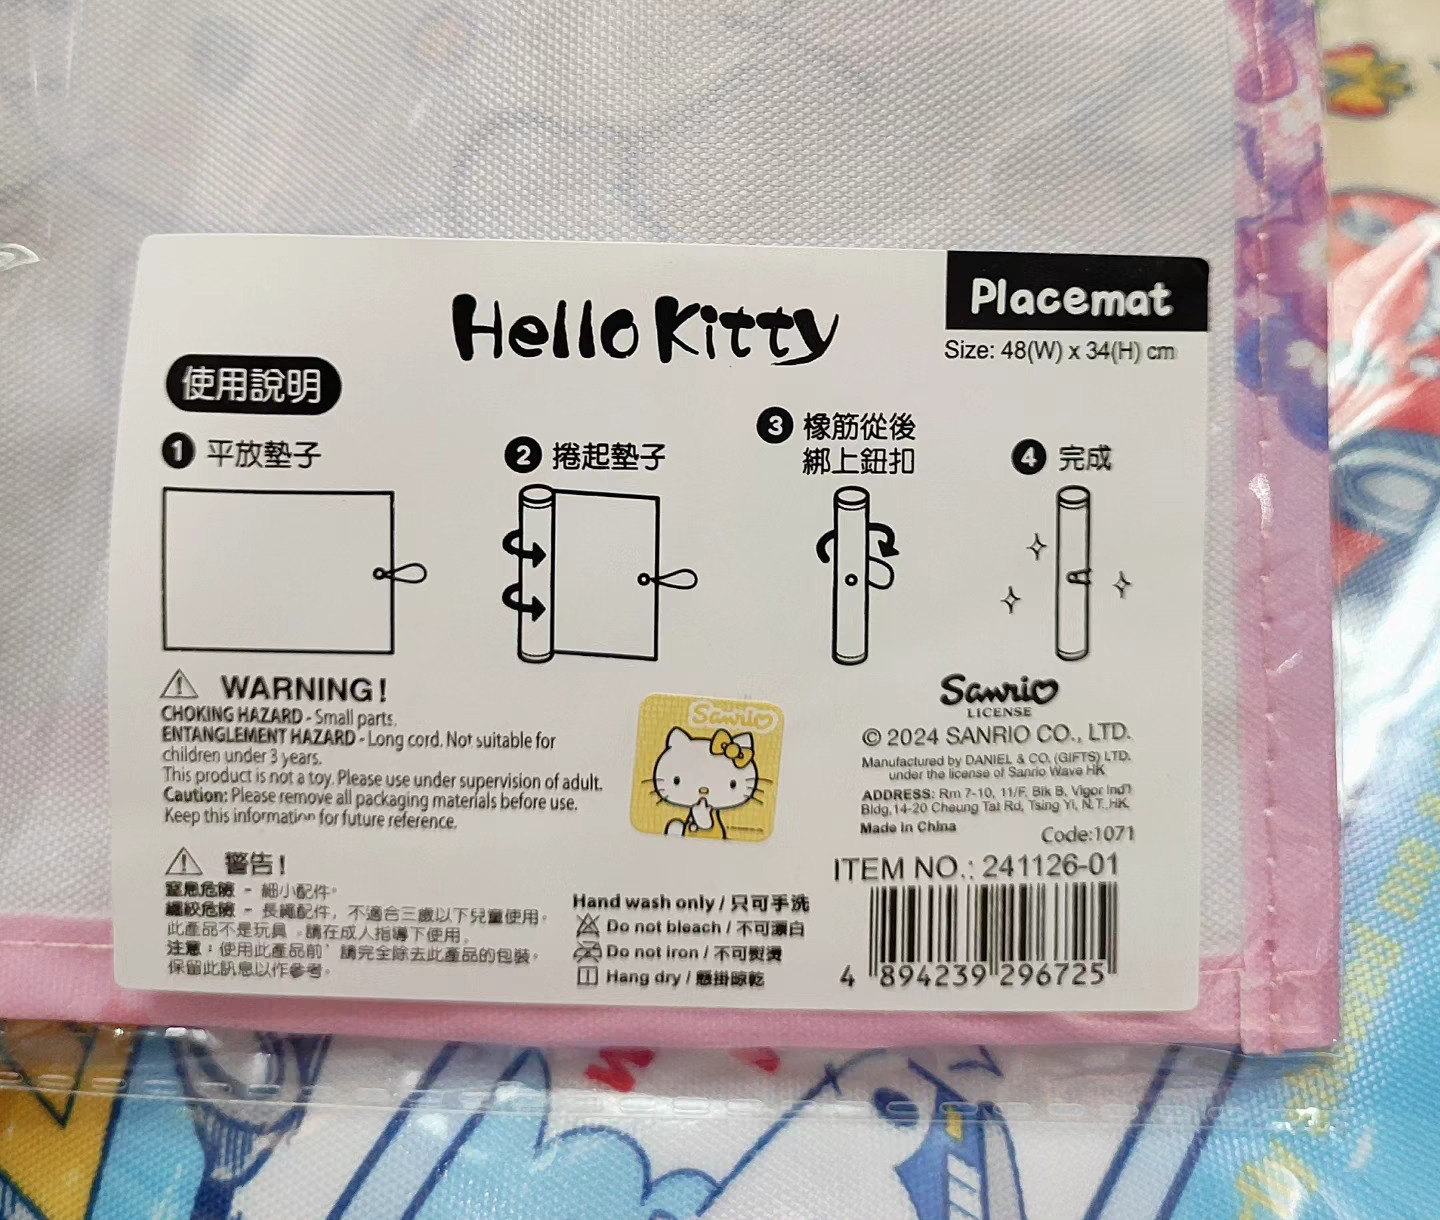 Hello Kitty
Placemat
Size: 48(W) x 34(H) cm
使用說明
1 平放墊子
2 捲起墊子
3 橡筋從後
綁上鈕扣
4 完成
WARNING!
CHOKING HAZARD - Small parts.
ENTANGLEMENT HAZARD - Long cord. Not suitable for
children under 3 years.
This product is not a toy. Please use under supervision of adult.
Caution: Please remove all packaging materials before use.
Keep this information for future reference.
警告!
窒息危險 - 細小配件。
纏絞危險 - 長繩配件，不適合三歲以下兒童使用。
此產品不是玩具，請在成人指導下使用。
注意：使用此產品前，請完全除去此產品的包裝。
保留此訊息以作參考。
Sanrio
Hand wash only / 只可手洗
Do not bleach / 不可漂白
Do not iron / 不可熨燙
Hang dry / 懸掛晾乾
Sanrio
LICENSE
© 2024 SANRIO CO., LTD.
Manufactured by DANIEL & CO. (GIFTS) LTD.
under the license of Sanrio Wave HK
ADDRESS: Rm 7-10, 11/F, Blk B, Vigor Ind'l
Bldg,14-20 Cheung Tat Rd, Tsing Yi, N.T.,HK
Made in China
Code:1071
ITEM NO.: 241126-01
4 894239 296725